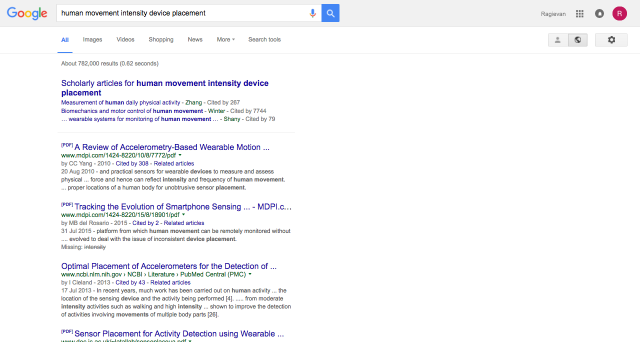 Google
human movement intensity device placement
Ragiavan
R
All Images Videos Shopping News More Search tools
About 782,000 results (0.62 seconds)
Scholarly articles for human movement intensity device
placement
Measurement of human daily physical activity - Zhang - Cited by 267
Biomechanics and motor control of human movement - Winter - Cited by 7744
... wearable systems for monitoring of human movement ... - Sharry - Cited by 79
[PDF] A Review of Accelerometry-Based Wearable Motion ...
www.mdpi.com/1424-8220/10/8/7772/pdf
by CC Yang - 2010 - Cited by 308 - Related articles
20 Aug 2010 - and practical sensors for wearable devices to measure and assess
physical ... force and hence can reflect intensity and frequency of human movement.
... proper locations of a human body for unobtrusive sensor placement.
[PDF] Tracking the Evolution of Smartphone Sensing ... - MDPI.c...
www.mdpi.com/1424-8220/15/8/18901/pdf
by MB del Rosario - 2015 - Cited by 2 - Related articles
31 Jul 2015 - platform from which human movement can be remotely monitored without
... evolved to deal with the issue of inconsistent device placement.
Missing: intensity
Optimal Placement of Accelerometers for the Detection of ...
www.ncbi.nlm.nih.gov › NCBI › Literature › PubMed Central (PMC)
by I Cleland - 2013 - Cited by 43 - Related articles
17 Jul 2013 - In recent years, much work has been carried out on human activity ... the
location of the sensing device and the activity being performed [4]. ..... from moderate
intensity activities such as walking and high intensity ... shown to improve the detection
of activities involving movements of multiple body parts [26].
[PDF] Sensor Placement for Activity Detection using Wearable ...